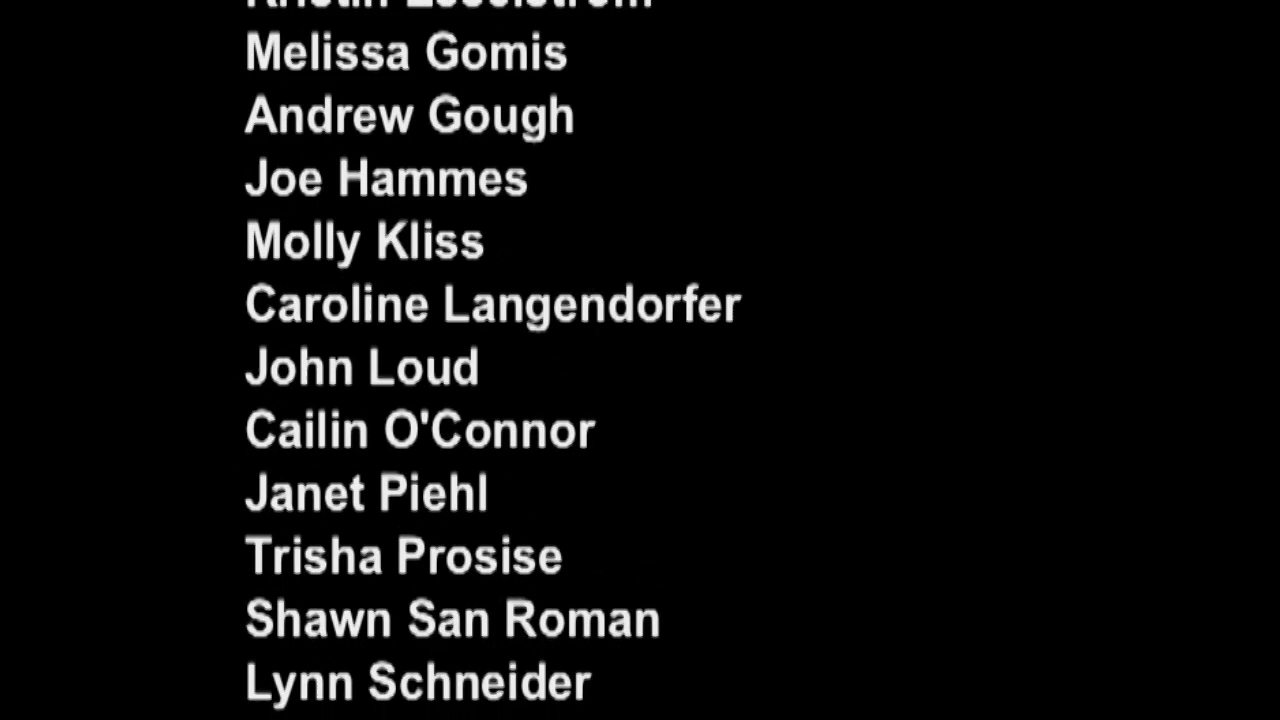 Melissa Gomis
Andrew Gough
Joe Hammes
Molly Kliss
Caroline Langendorfer
John Loud
Cailin O'Connor
Janet Piehl
Trisha Prosise
Shawn San Roman
Lynn Schneider